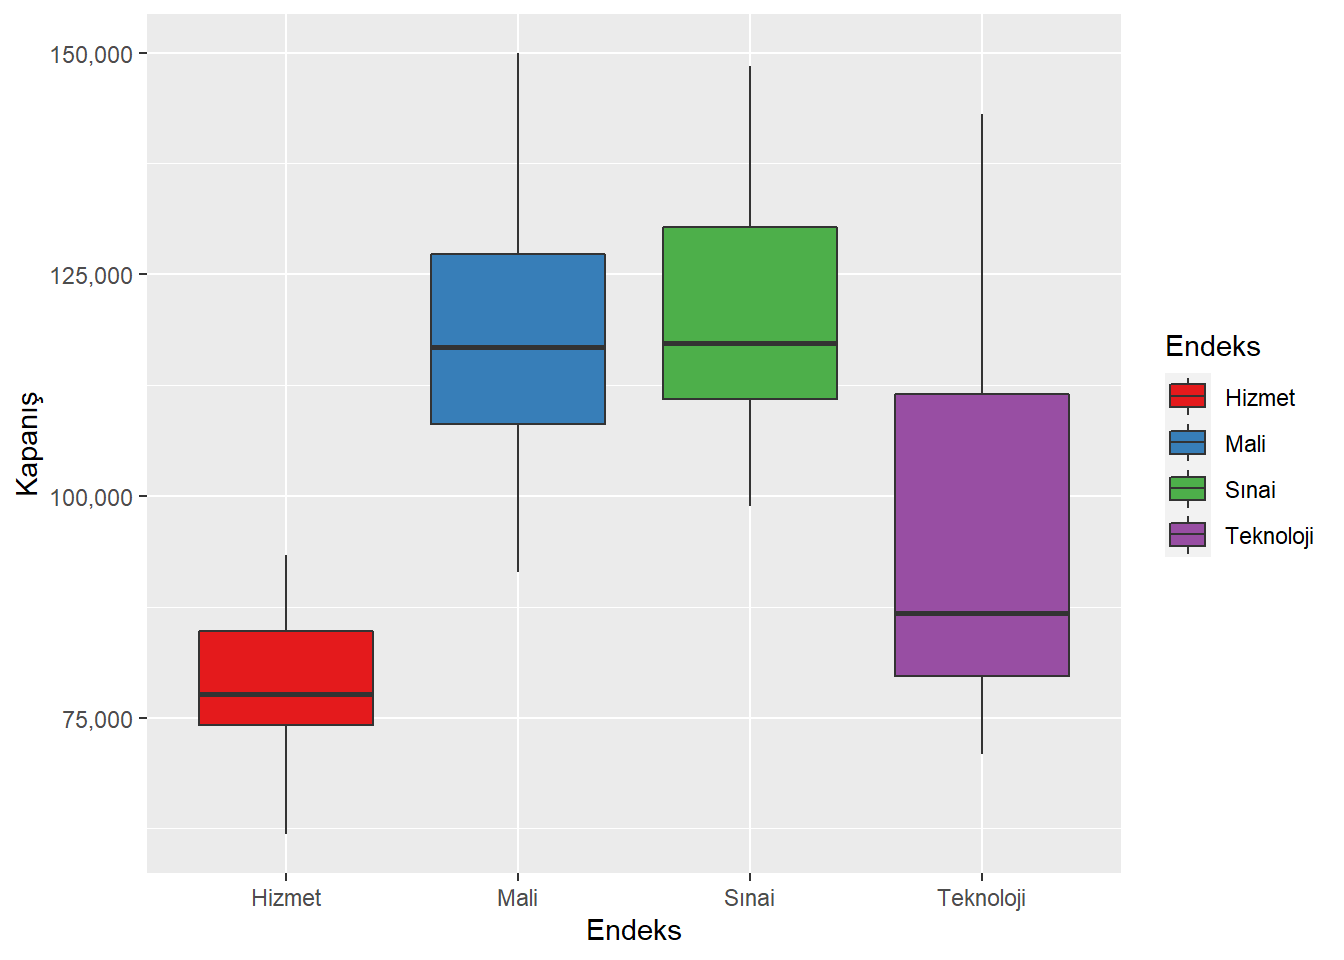 150,000
125,000
100,000
75,000
Kapanış
Hizmet
Mali
Sınai
Teknoloji
Endeks
Endeks
Hizmet
Mali
Sınai
Teknoloji